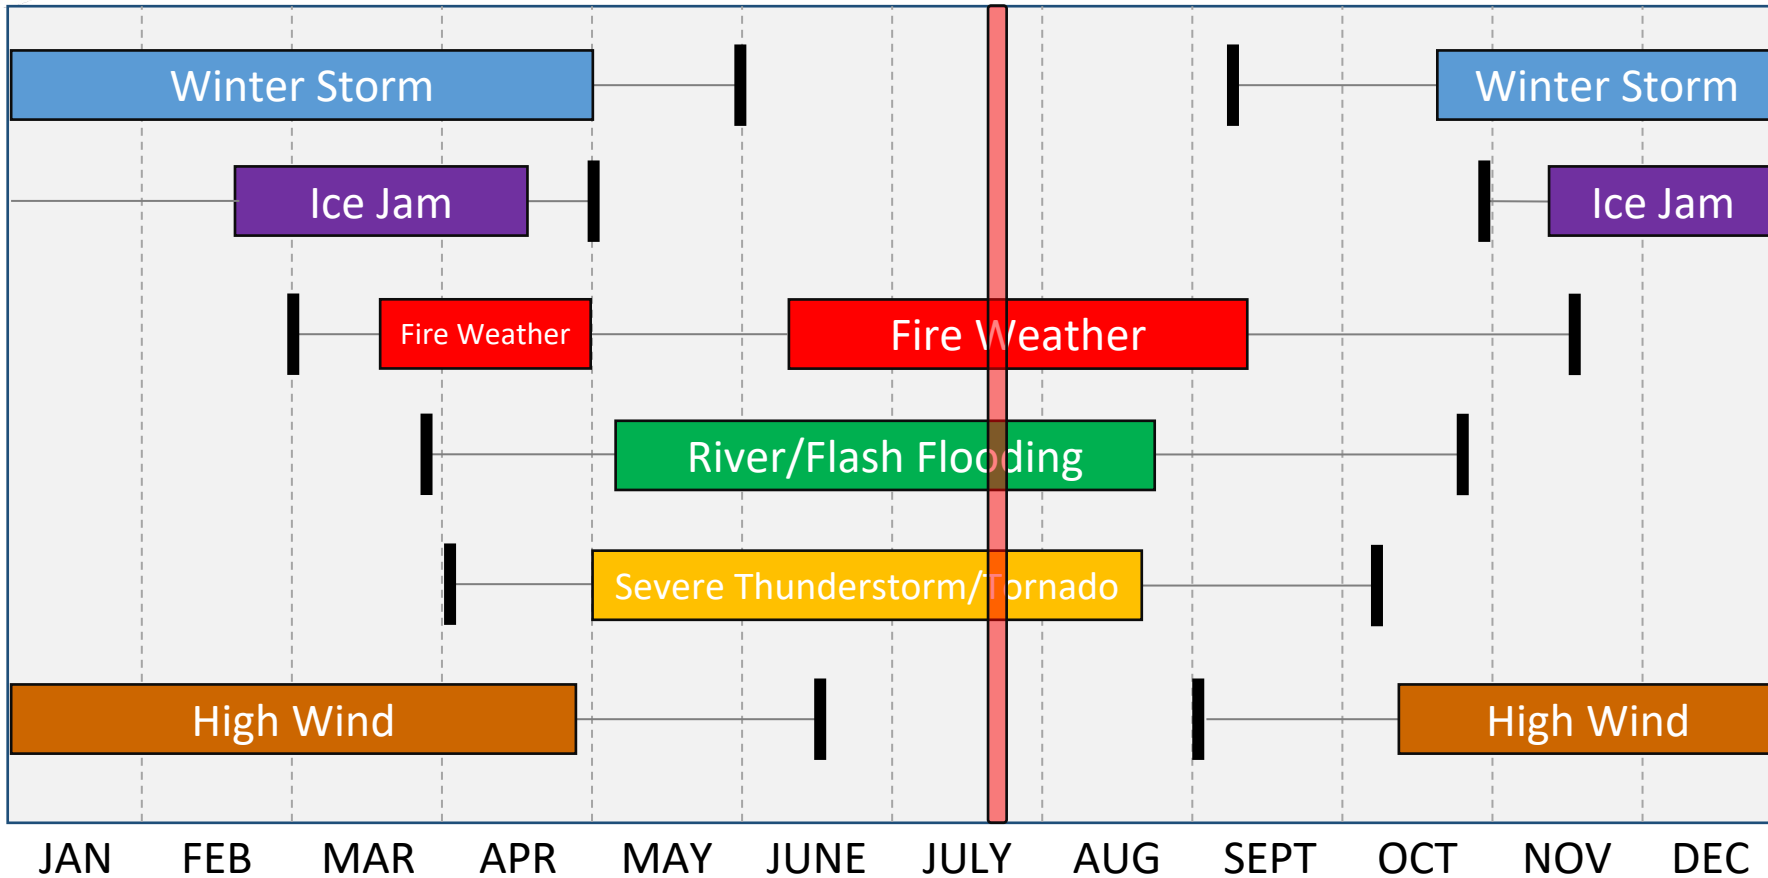 Winter Storm
Winter Storm
Ice Jam
Ice Jam
Fire Weather
Fire Weather
River/Flash Flooding
Severe Thunderstorm/Tornado
High Wind
High Wind
JAN FEB MAR APR MAY JUNE JULY AUG SEPT OCT NOV DEC